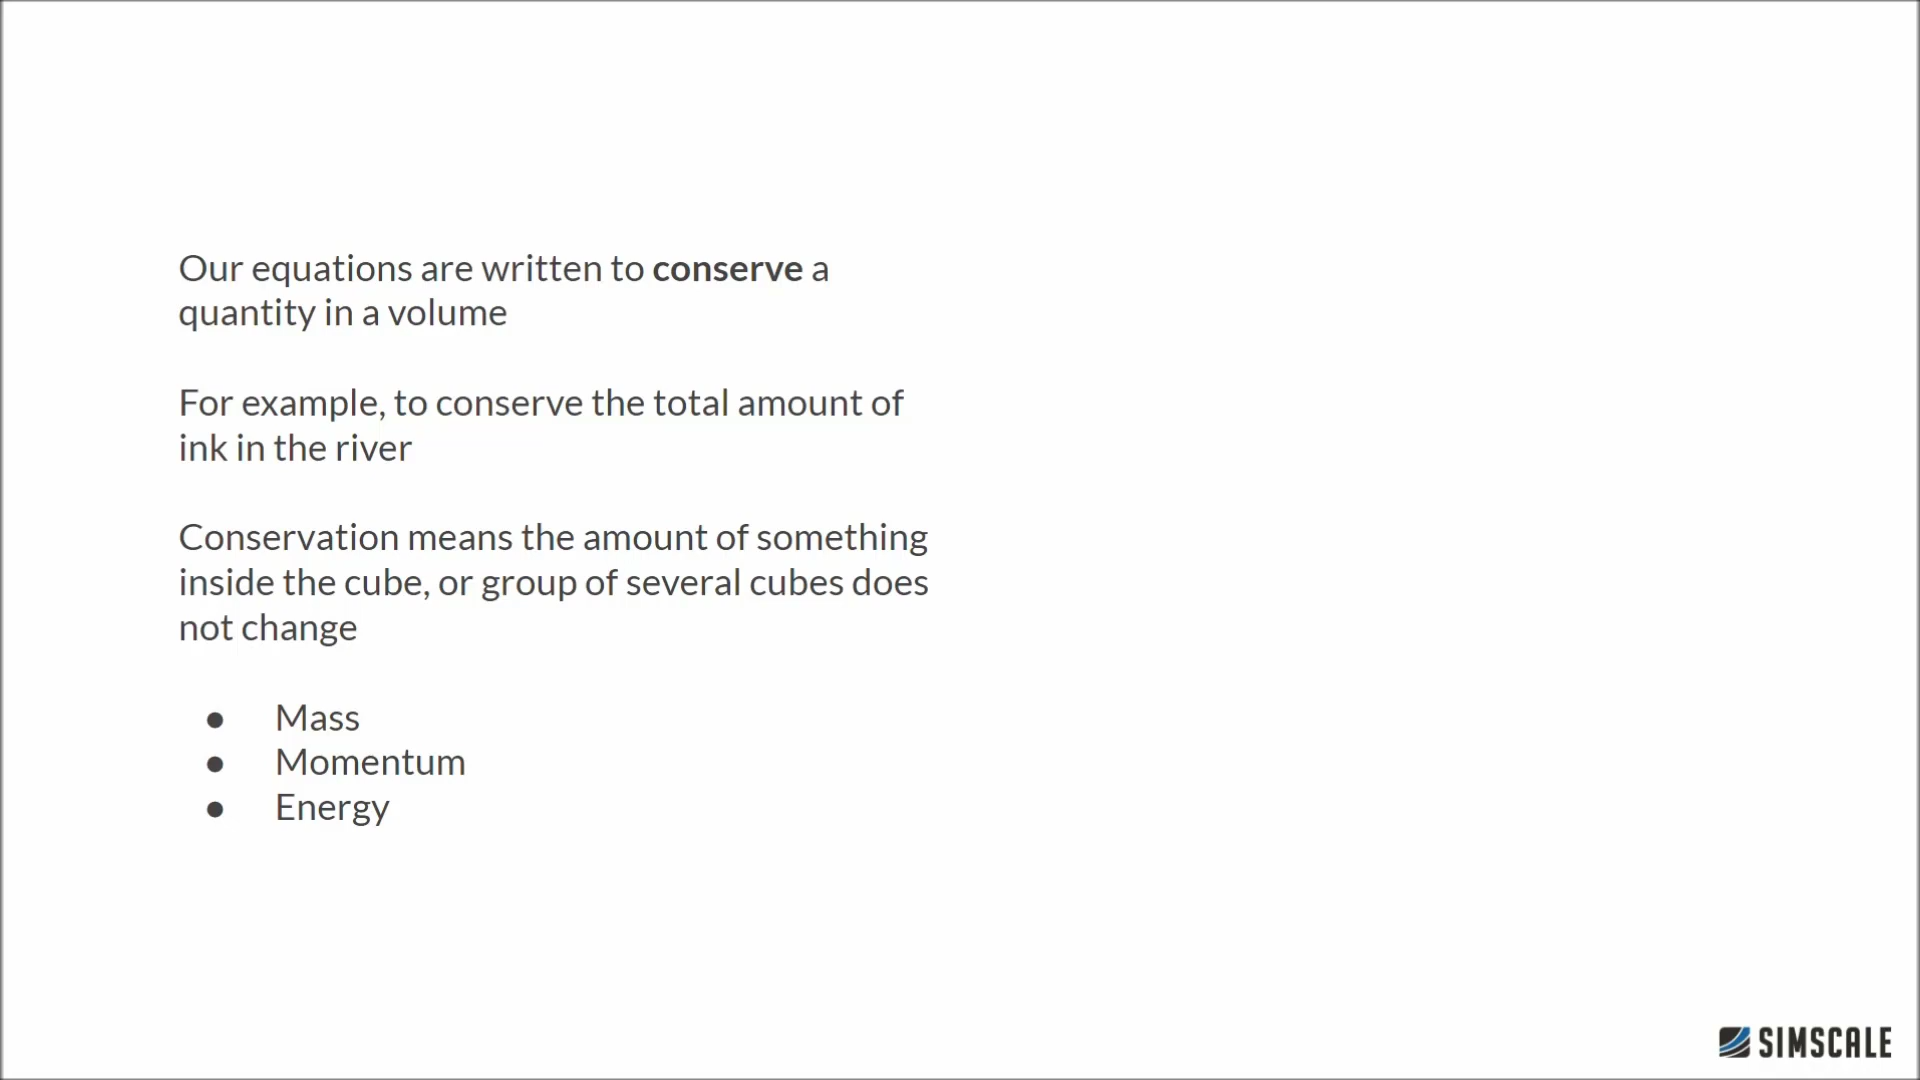 Our equations are written to conserve a
quantity in a volume
For example, to conserve the total amount of
ink in the river
Conservation means the amount of something
inside the cube, or group of several cubes does
not change
● Mass
● Momentum
● Energy
SIMSCALE